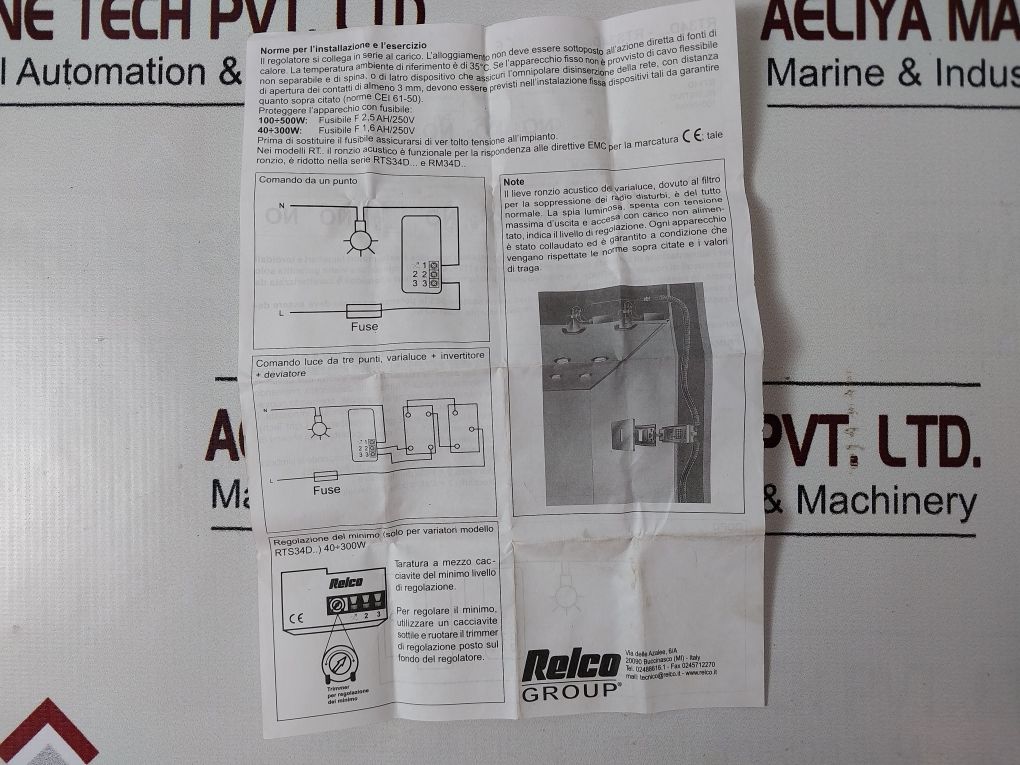 NE TECH PVT. LTD
AELIYA MA
l Automation &
Marine & Indus
Norme per l'installazione e l'esercizio
Il regolatore si collega in serie al carico. L'alloggiamento non deve essere sottoposto all'azione diretta di fonti di
calore. La temperatura ambiente di riferimento è di 35°C. Se l'apparecchio fisso non è provvisto di cavo flessibile
non separabile e di spina, o di latro dispositivo che assicuri l'omnipolare disinserzione della rete, con distanza
di apertura dei contatti di almeno 3 mm, devono essere previsti nell'installazione fissa dispositivi tali da garantire
quanto sopra citato (norme CEI 61-50).
Proteggere l'apparecchio con fusibile:
100÷500W: Fusibile F 2,5 AH/250V
40÷300W: Fusibile F 1,6 AH/250V
Prima di sostituire il fusibile assicurarsi di ver tolto tensione all'impianto.
Nei modelli RT.. il ronzio acustico è funzionale per la rispondenza alle direttive EMC per la marcatura CE: tale
ronzio, è ridotto nella serie RTS34D... e RM34D..
Comando da un punto
N
1
2 2
3 3
L
Fuse
Note
Il lieve ronzio acustico del varialuce, dovuto al filtro
per la soppressione dei radio disturbi, è del tutto
normale. La spia luminosa, spenta con tensione
massima d'uscita e accesa con carico non alimen-
tato, indica il livello di regolazione. Ogni apparecchio
è stato collaudato ed è garantito a condizione che
vengano rispettate le norme sopra citate e i valori
di traga.
Comando luce da tre punti, varialuce + invertitore
+ deviatore
N
1
2 2
3 3
L
Fuse
Regolazione del minimo (solo per variatori modello
RTS34D..) 40÷300W
Relco
CE
2 3
Trimmer
per regolazione
del minimo
Taratura a mezzo cac-
ciavite del minimo livello
di regolazione.
Per regolare il minimo,
utilizzare un cacciavite
sottile e ruotare il trimmer
di regolazione posto sul
fondo del regolatore.
Relco
GROUP®
Via delle Azalee, 6/A
20090 Buccinasco (MI) - Italy
Tel. 02488616.1 - Fax 0245712270
mail: tecnico@relco.it - www.relco.it
PVT. LTD.
& Machinery